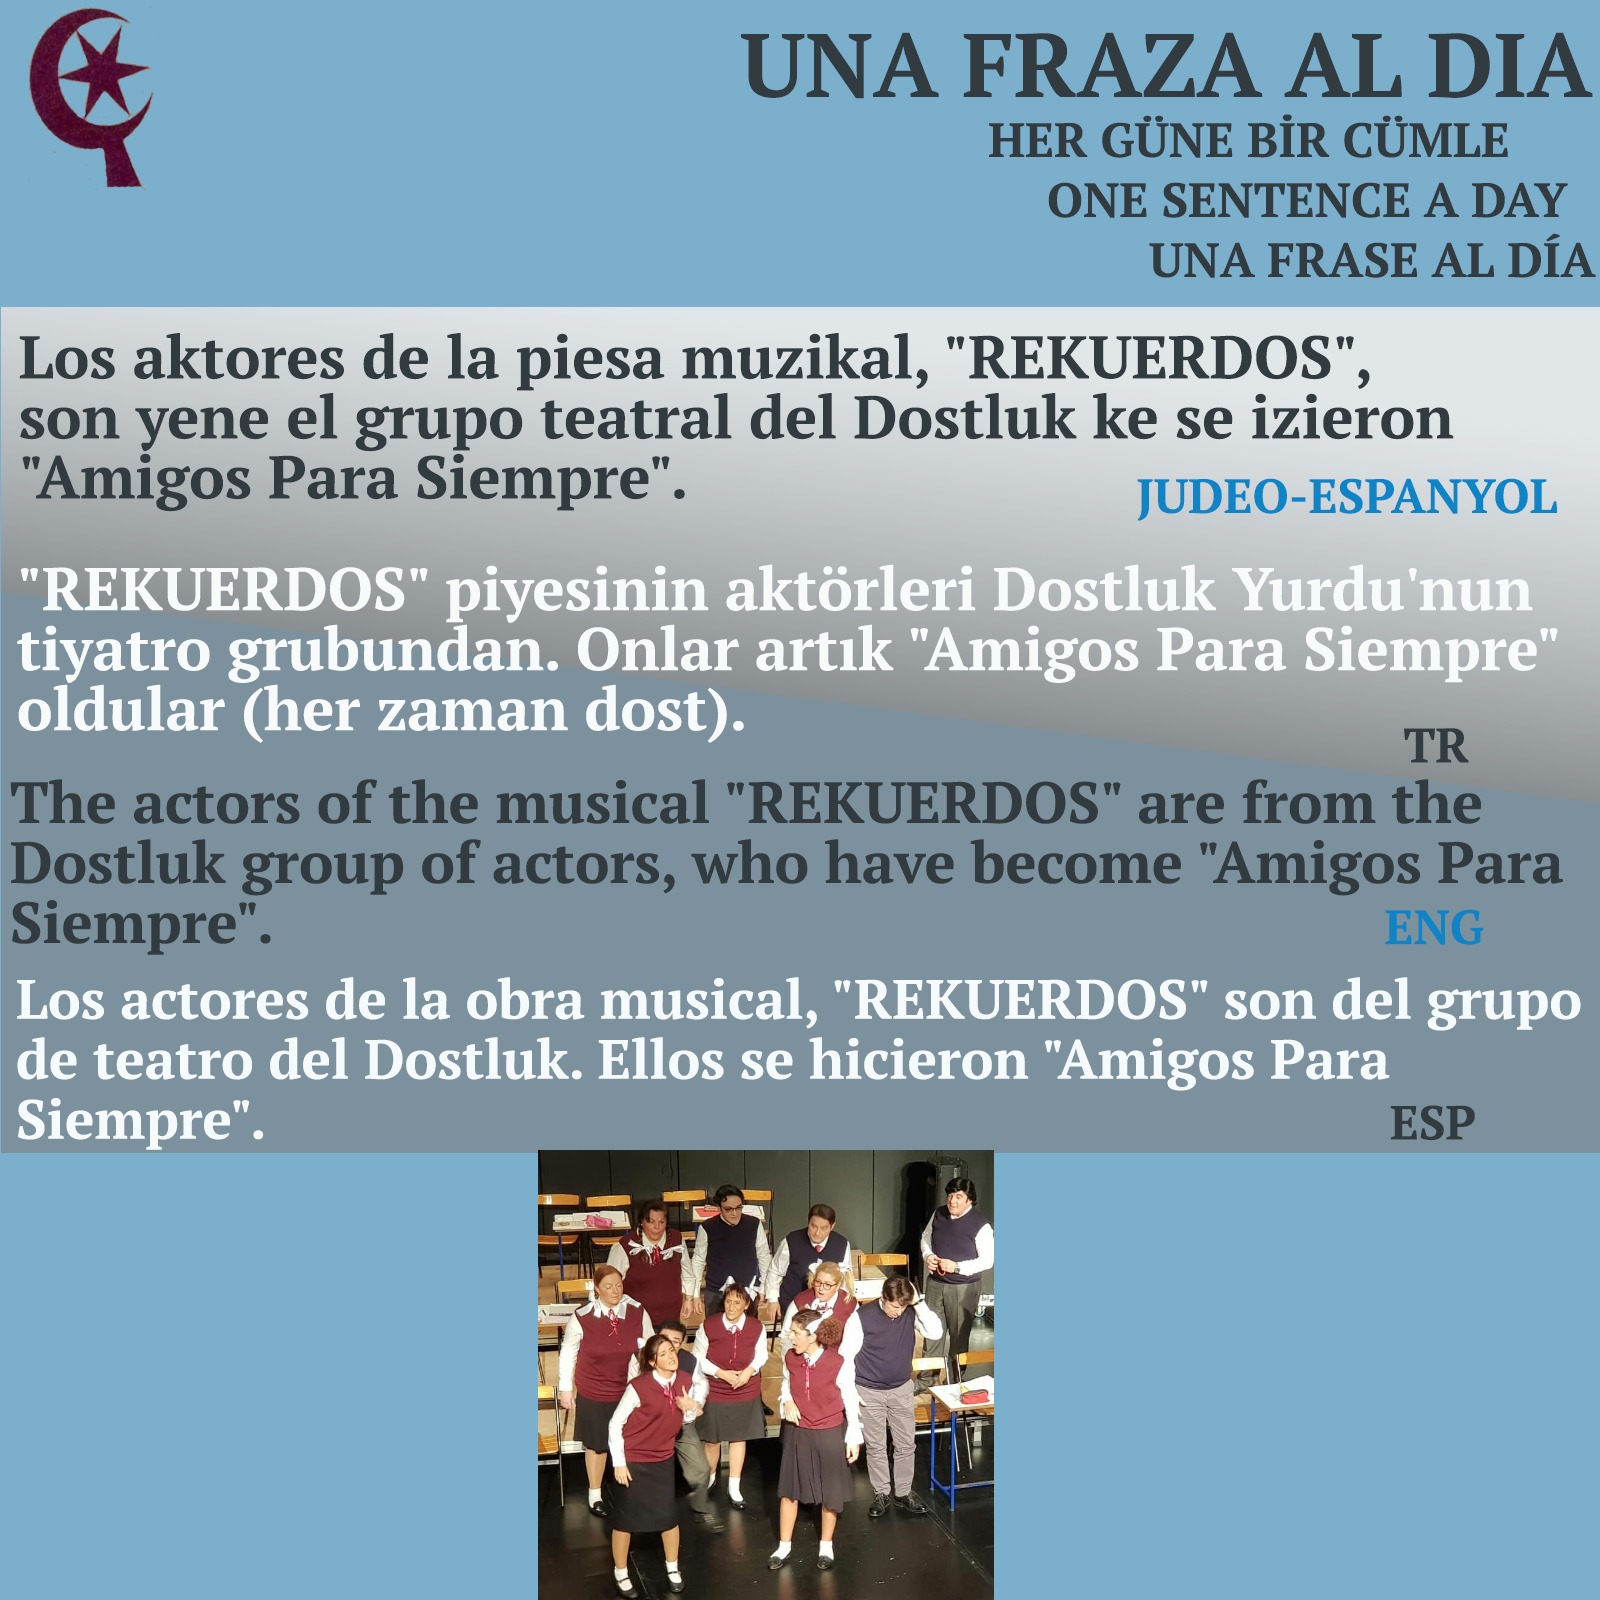 UNA FRAZA AL DIA
HER GÜNE BİR CÜMLE
ONE SENTENCE A DAY
UNA FRASE AL DÍA
Los aktores de la piesa muzikal, "REKUERDOS",
son yene el grupo teatral del Dostluk ke se izieron
"Amigos Para Siempre".
JUDEO-ESPANYOL
"REKUERDOS" piyesinin aktörleri Dostluk Yurdu'nun
tiyatro grubundan. Onlar artık "Amigos Para Siempre"
oldular (her zaman dost).
TR
The actors of the musical "REKUERDOS" are from the
Dostluk group of actors, who have become "Amigos Para
Siempre".
ENG
Los actores de la obra musical, "REKUERDOS" son del grupo
de teatro del Dostluk. Ellos se hicieron "Amigos Para
Siempre".
ESP